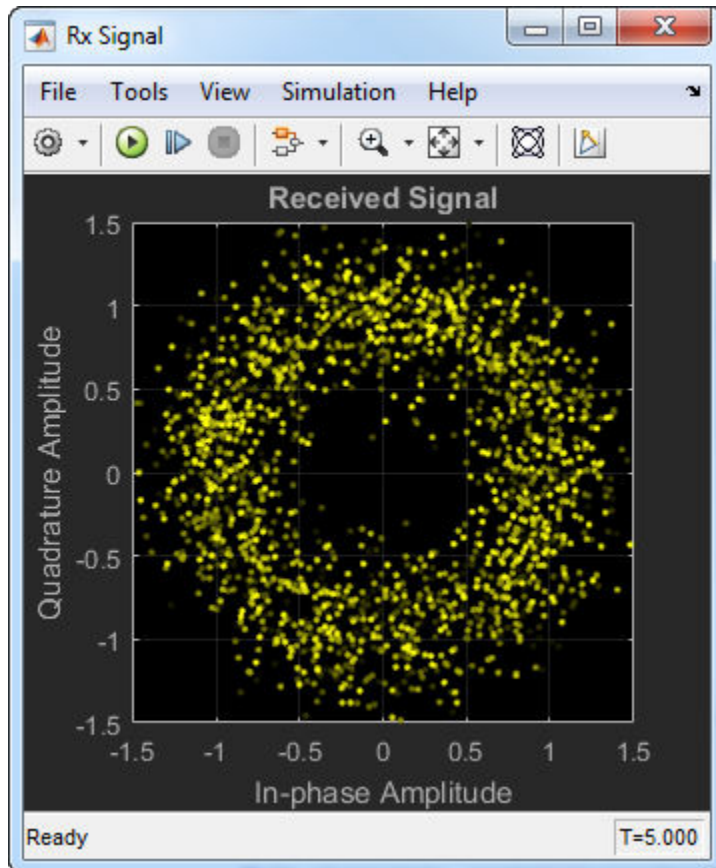 Rx Signal
File Tools View Simulation Help
Received Signal
1.5
1
0.5
0
-0.5
-1
-1.5
Quadrature Amplitude
-1.5 -1 -0.5 0 0.5 1 1.5
In-phase Amplitude
Ready T=5.000